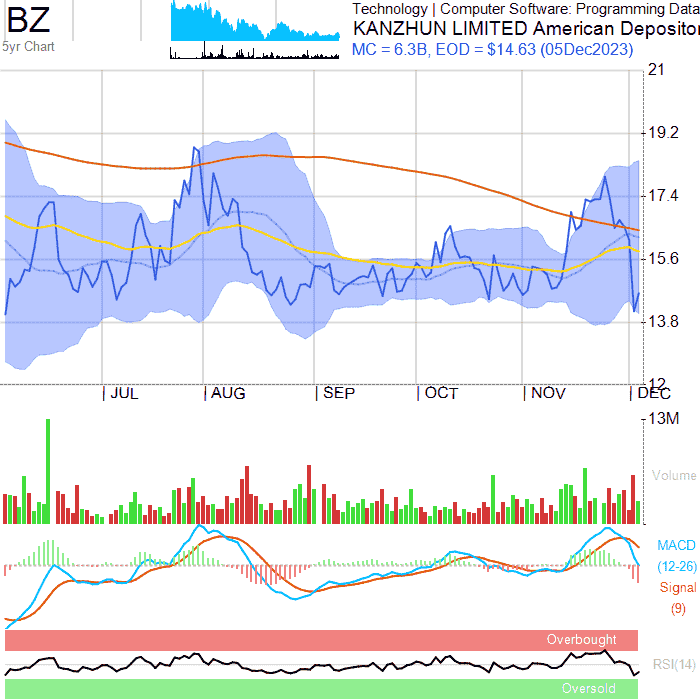 BZ
5yr Chart
Technology | Computer Software: Programming Data
KANZHUN LIMITED American Depositor
MC = 6.3B, EOD = $14.63 (05Dec2023)
21
19.2
17.4
15.6
13.8
12
JUL AUG SEP OCT NOV DEC
13M
Volume
MACD
(12-26)
Signal
(9)
Overbought
RSI(14)
Oversold